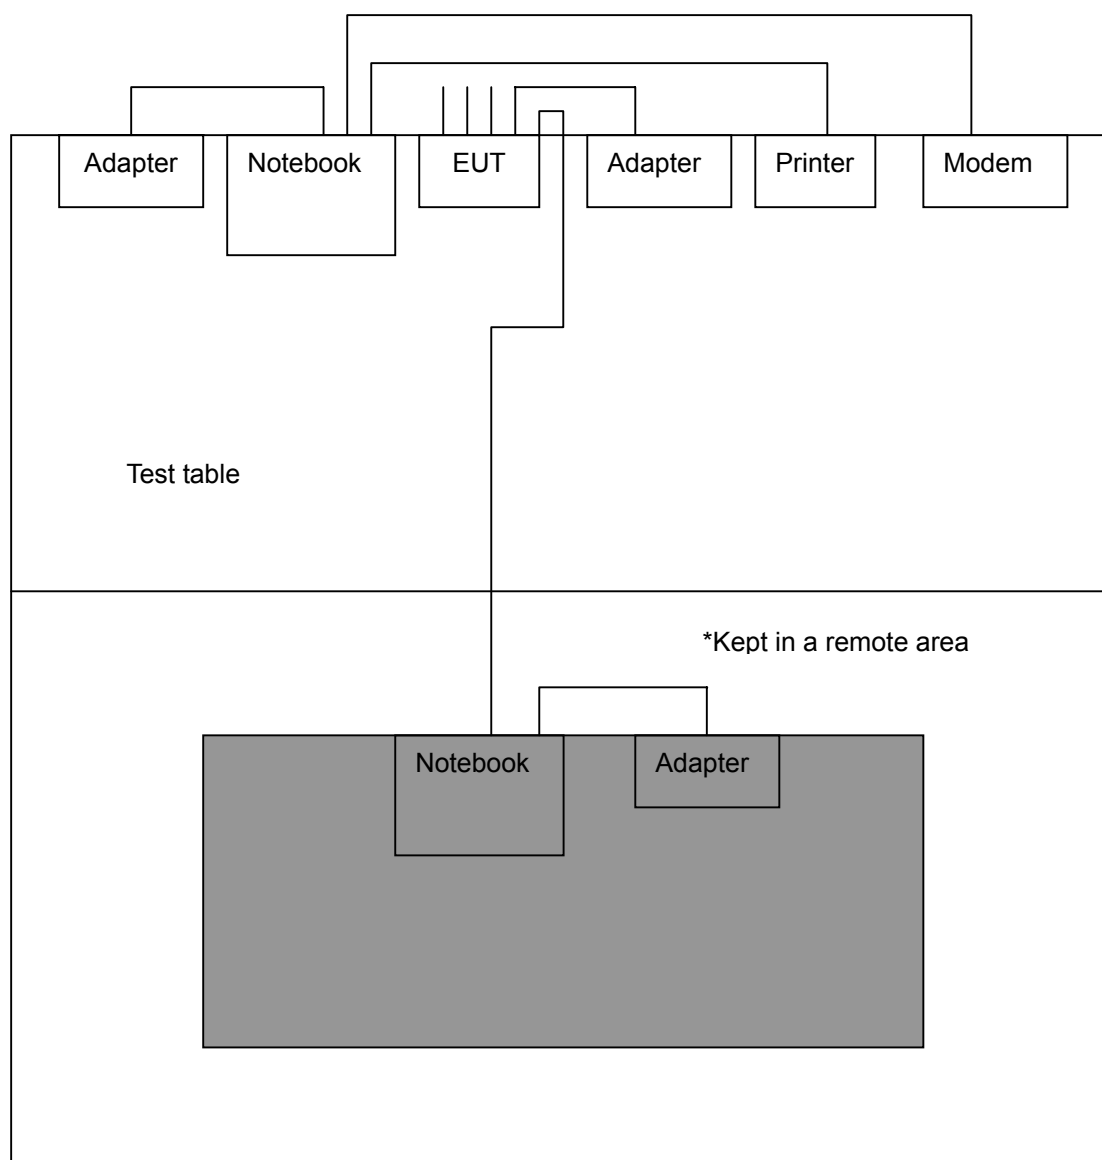 Adapter
Notebook
EUT
Adapter
Printer
Modem
Test table
*Kept in a remote area
Notebook
Adapter